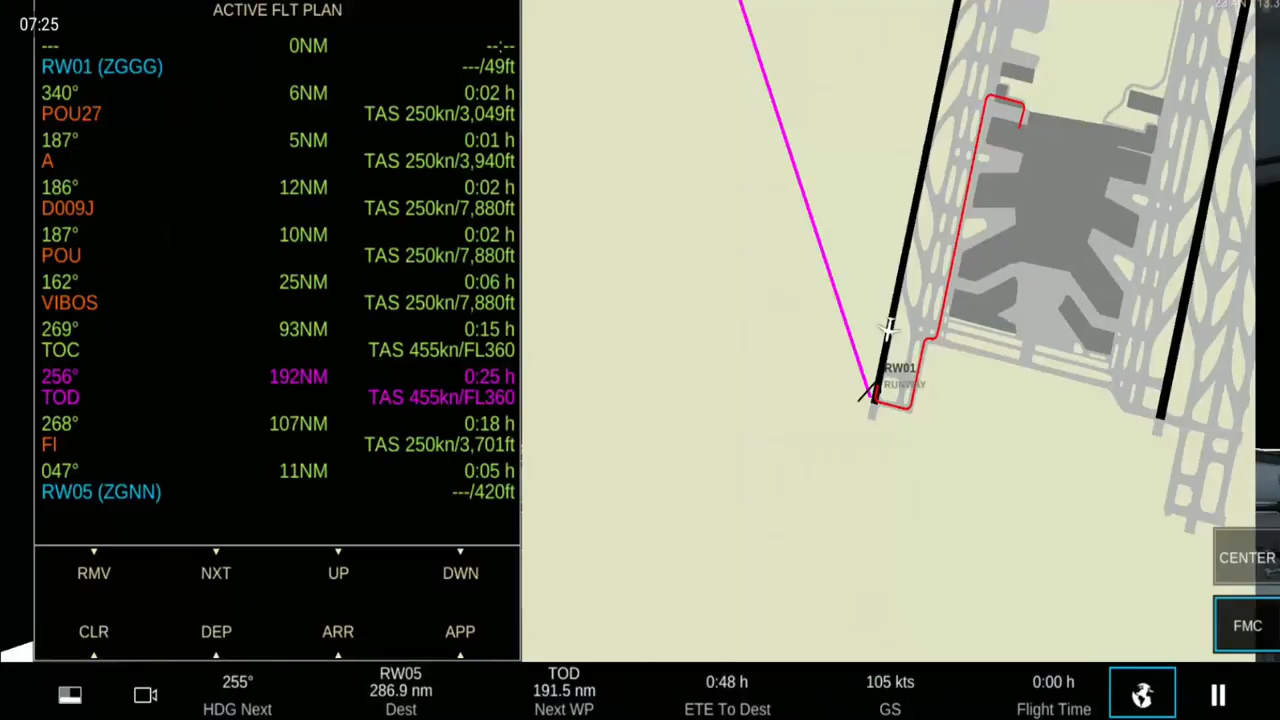 ACTIVE FLT PLAN
07:25
--- 0NM --:--
RW01 (ZGGG) ---/49ft
340° 6NM 0:02 h
POU27 TAS 250kn/3,049ft
187° 5NM 0:01 h
A TAS 250kn/3,940ft
186° 12NM 0:02 h
D009J TAS 250kn/7,880ft
187° 10NM 0:02 h
POU TAS 250kn/7,880ft
162° 25NM 0:06 h
VIBOS TAS 250kn/7,880ft
269° 93NM 0:15 h
TOC TAS 455kn/FL360
256° 192NM 0:25 h
TOD TAS 455kn/FL360
268° 107NM 0:18 h
FI TAS 250kn/3,701ft
047° 11NM 0:05 h
RW05 (ZGNN) ---/420ft
RMV NXT UP DWN
CLR DEP ARR APP
RW01
RUNWAY
CENTER
FMC
255°
HDG Next
RW05
286.9 nm
Dest
TOD
191.5 nm
Next WP
0:48 h
ETE To Dest
105 kts
GS
0:00 h
Flight Time